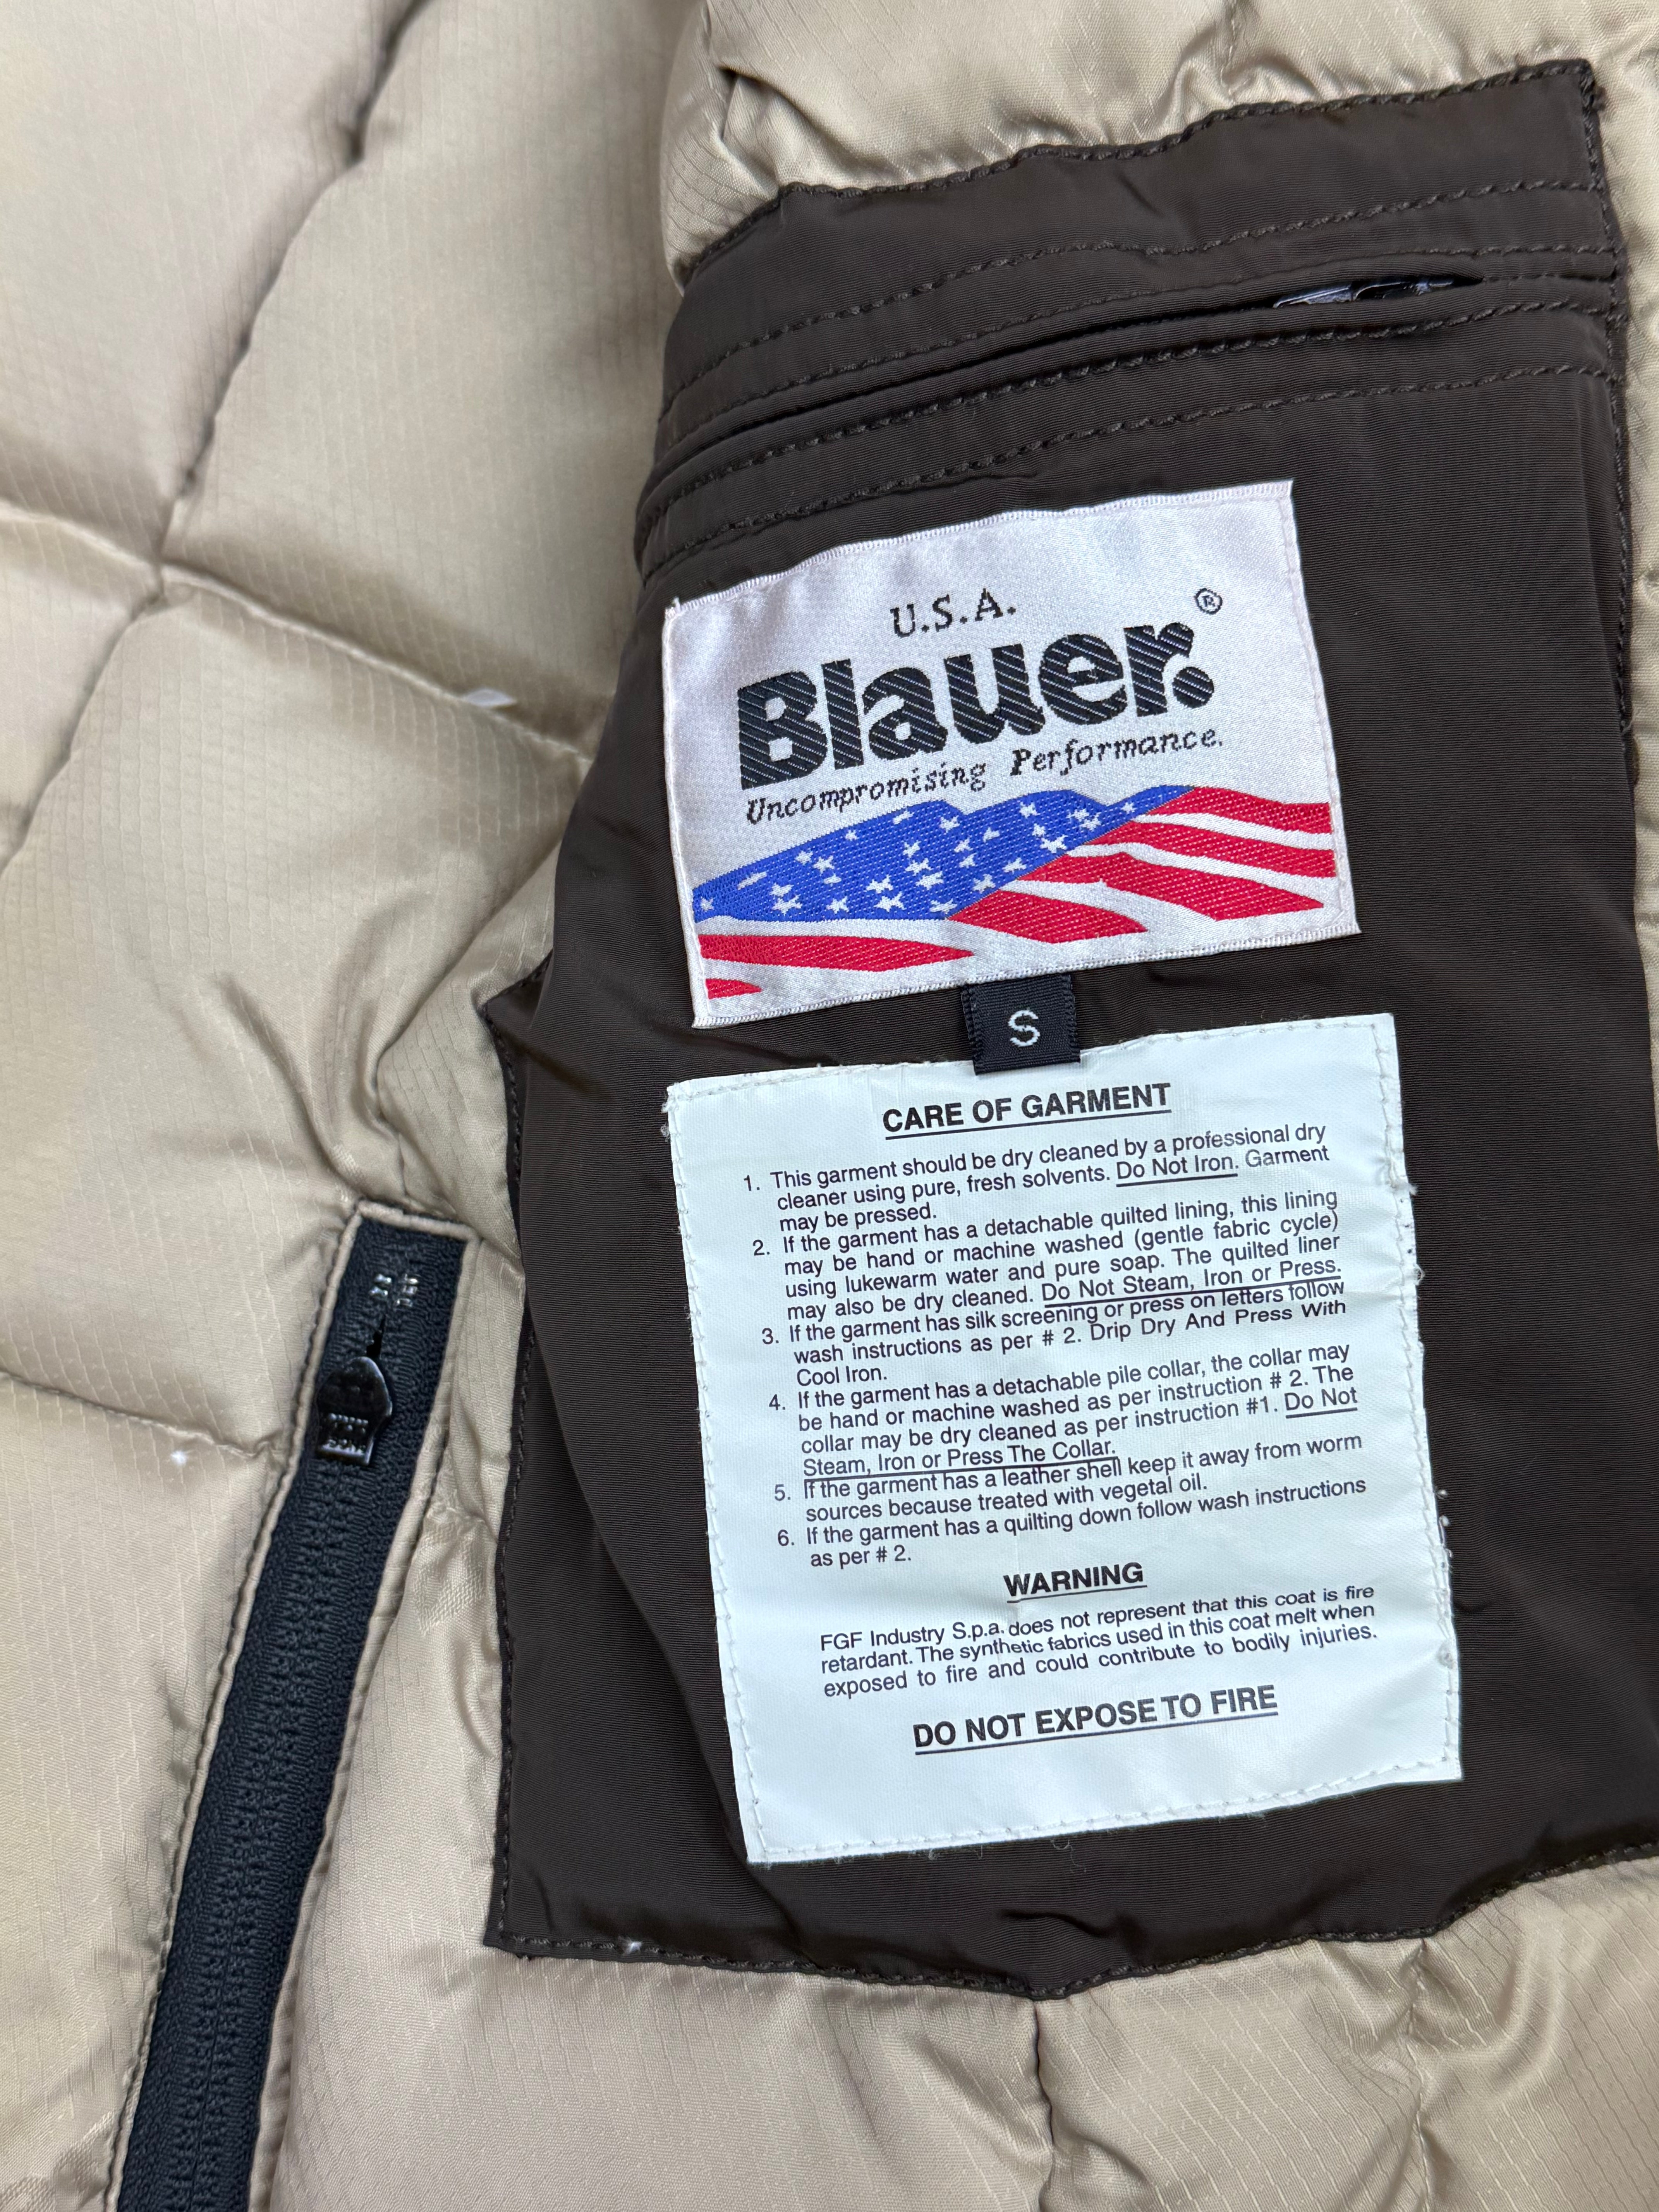 U.S.A. ®
Blauer.
Uncompromising Performance.
S
CARE OF GARMENT
1. This garment should be dry cleaned by a professional dry
cleaner using pure, fresh solvents. Do Not Iron. Garment
may be pressed.
2. If the garment has a detachable quilted lining, this lining
may be hand or machine washed (gentle fabric cycle)
using lukewarm water and pure soap. The quilted liner
may also be dry cleaned. Do Not Steam, Iron or Press.
3. If the garment has silk screening or press on letters follow
wash instructions as per # 2. Drip Dry And Press With
Cool Iron.
4. If the garment has a detachable pile collar, the collar may
be hand or machine washed as per instruction # 2. The
collar may be dry cleaned as per instruction #1. Do Not
Steam, Iron or Press The Collar.
5. If the garment has a leather shell keep it away from worm
sources because treated with vegetal oil.
6. If the garment has a quilting down follow wash instructions
as per # 2.
WARNING
FGF Industry S.p.a. does not represent that this coat is fire
retardant. The synthetic fabrics used in this coat melt when
exposed to fire and could contribute to bodily injuries.
DO NOT EXPOSE TO FIRE